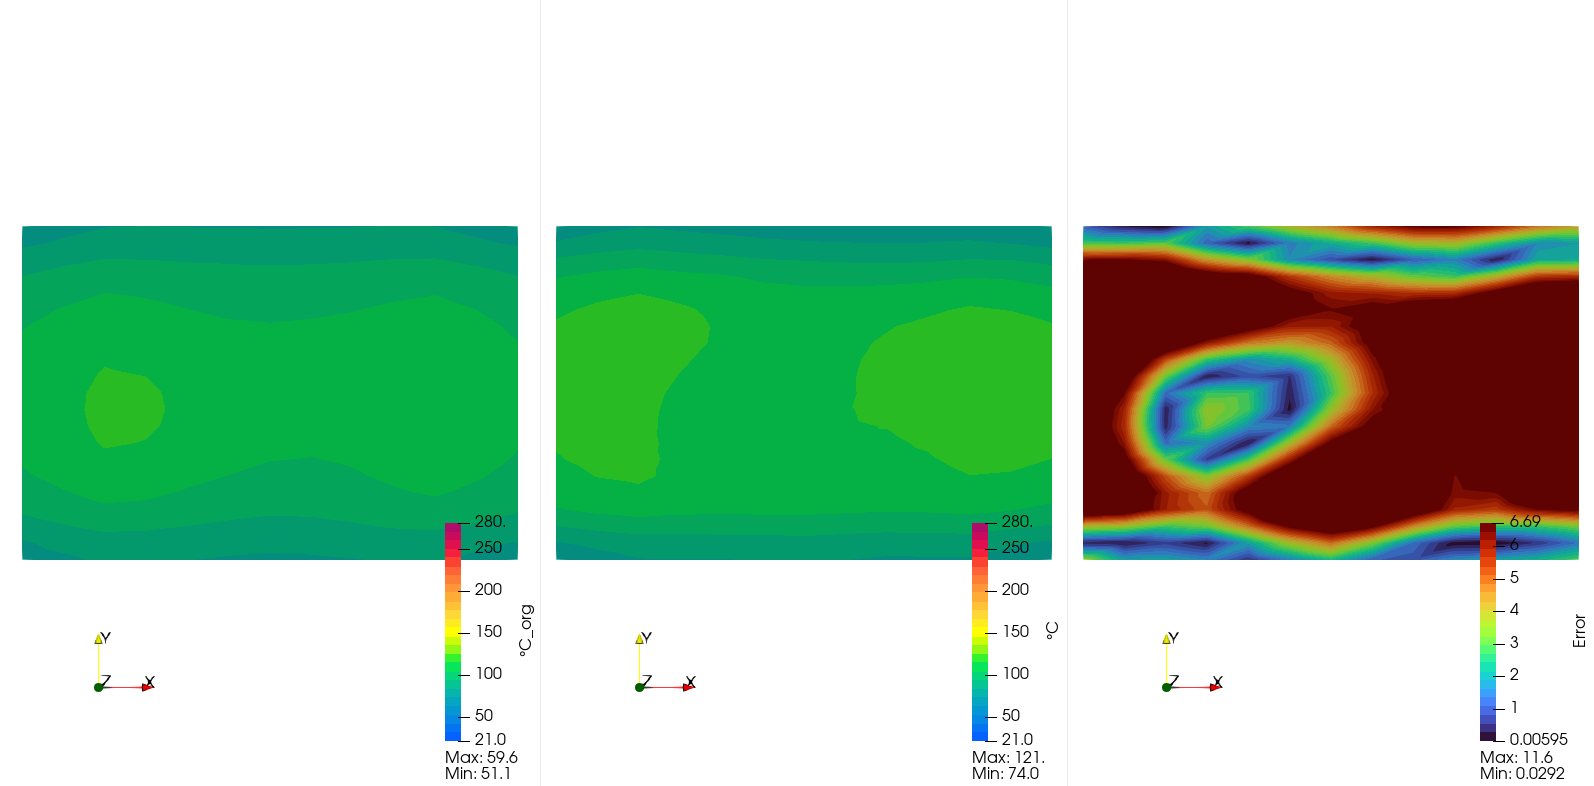 280.
250
200
150
100
50
21.0
°C_org
Max: 59.6
Min: 51.1
Y
Z
X
280.
250
200
150
100
50
21.0
°C
Max: 121.
Min: 74.0
Y
Z
X
6.69
6
5
4
3
2
1
0.00595
Error
Max: 11.6
Min: 0.0292
Y
Z
X